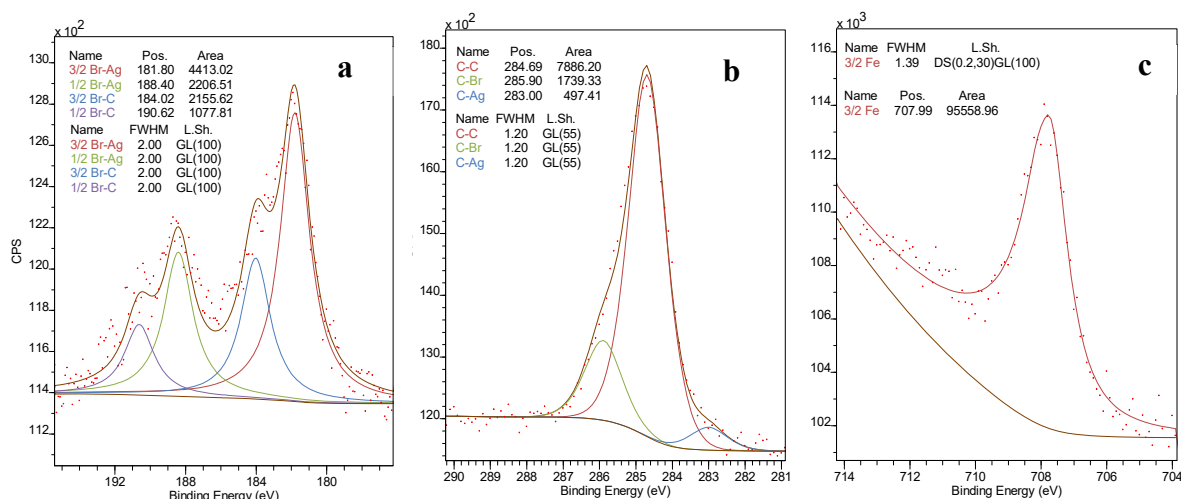 x 10²
130
128
126
124
122
120
118
116
114
112
CPS
Name Pos. Area
3/2 Br-Ag 181.80 4413.02
1/2 Br-Ag 188.40 2206.51
3/2 Br-C 184.02 2155.62
1/2 Br-C 190.62 1077.81
Name FWHM L.Sh.
3/2 Br-Ag 2.00 GL(100)
1/2 Br-Ag 2.00 GL(100)
3/2 Br-C 2.00 GL(100)
1/2 Br-C 2.00 GL(100)
a
192 188 184 180
Binding Energy (eV)
x 10²
180
170
160
150
140
130
120
Name Pos. Area
C-C 284.69 7886.20
C-Br 285.90 1739.33
C-Ag 283.00 497.41
Name FWHM L.Sh.
C-C 1.20 GL(55)
C-Br 1.20 GL(55)
C-Ag 1.20 GL(55)
b
290 289 288 287 286 285 284 283 282 281
Binding Energy (eV)
x 10³
116
114
112
110
108
106
104
102
Name FWHM L.Sh.
3/2 Fe 1.39 DS(0.2,30)GL(100)
Name Pos. Area
3/2 Fe 707.99 95558.96
c
714 712 710 708 706 704
Binding Energy (eV)